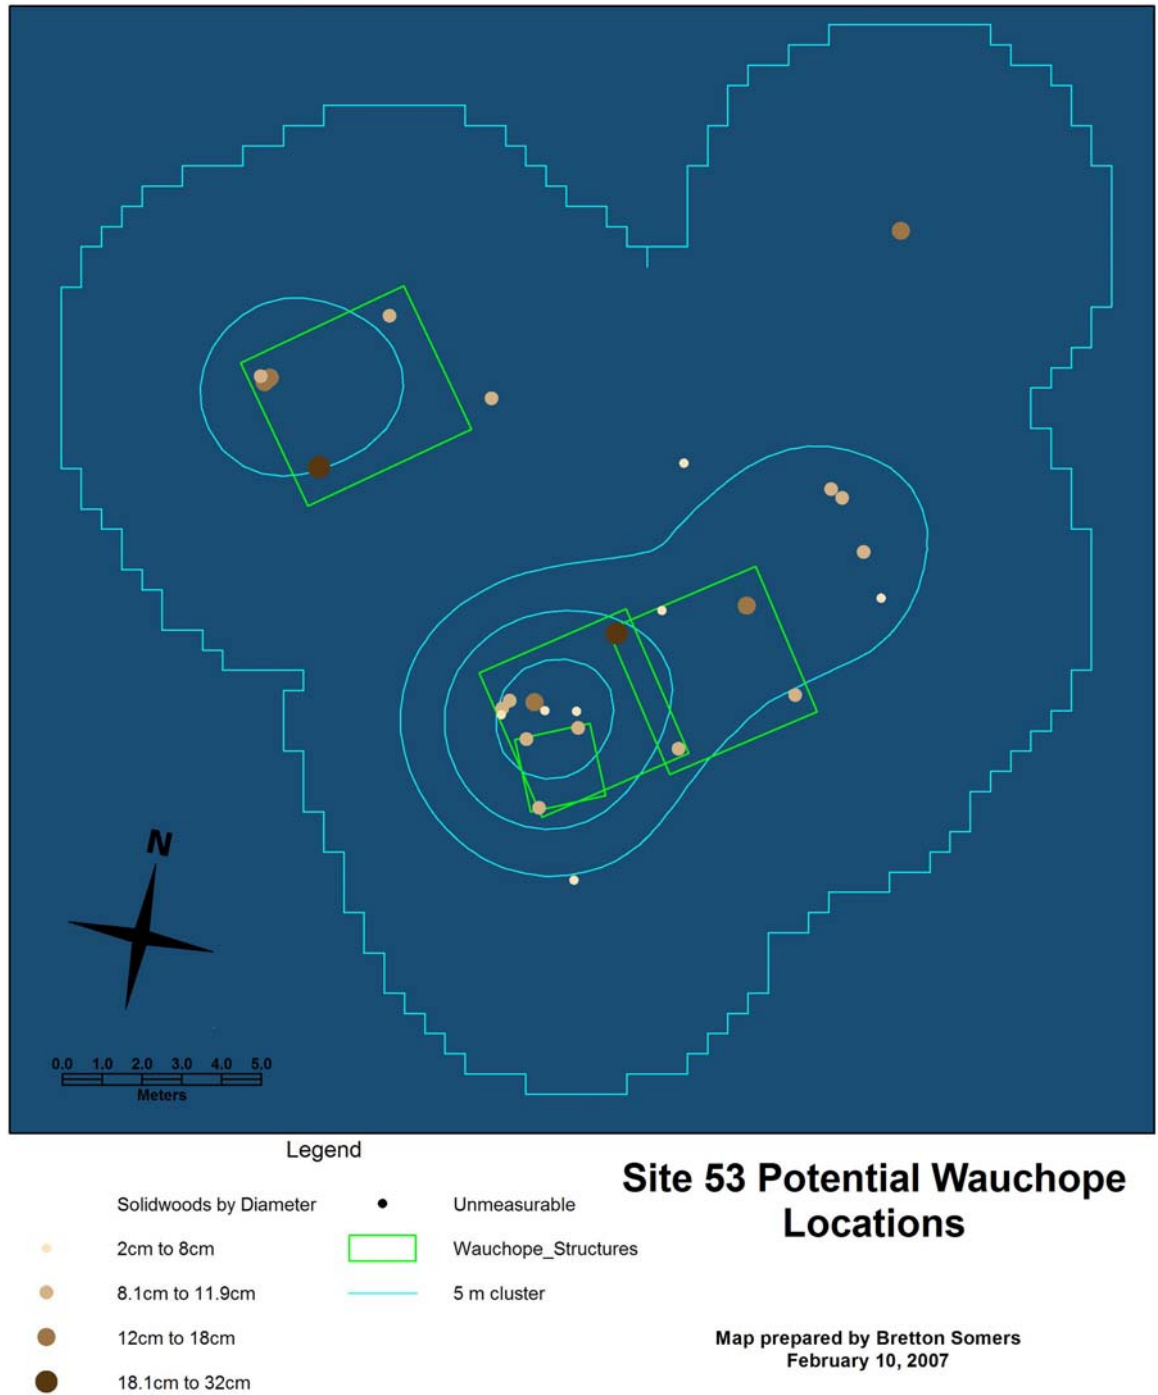 N
0.0 1.0 2.0 3.0 4.0 5.0
Meters
Legend
Solidwoods by Diameter
2cm to 8cm
8.1cm to 11.9cm
12cm to 18cm
18.1cm to 32cm
Unmeasurable
Wauchope_Structures
5 m cluster
Site 53 Potential Wauchope
Locations
Map prepared by Bretton Somers
February 10, 2007